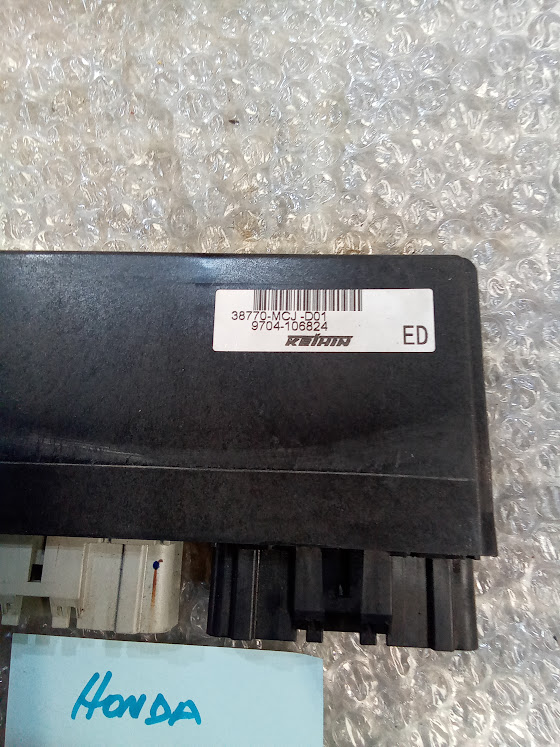 38770-MCJ -D01
9704-106824
KEIHIN
ED
HONDA